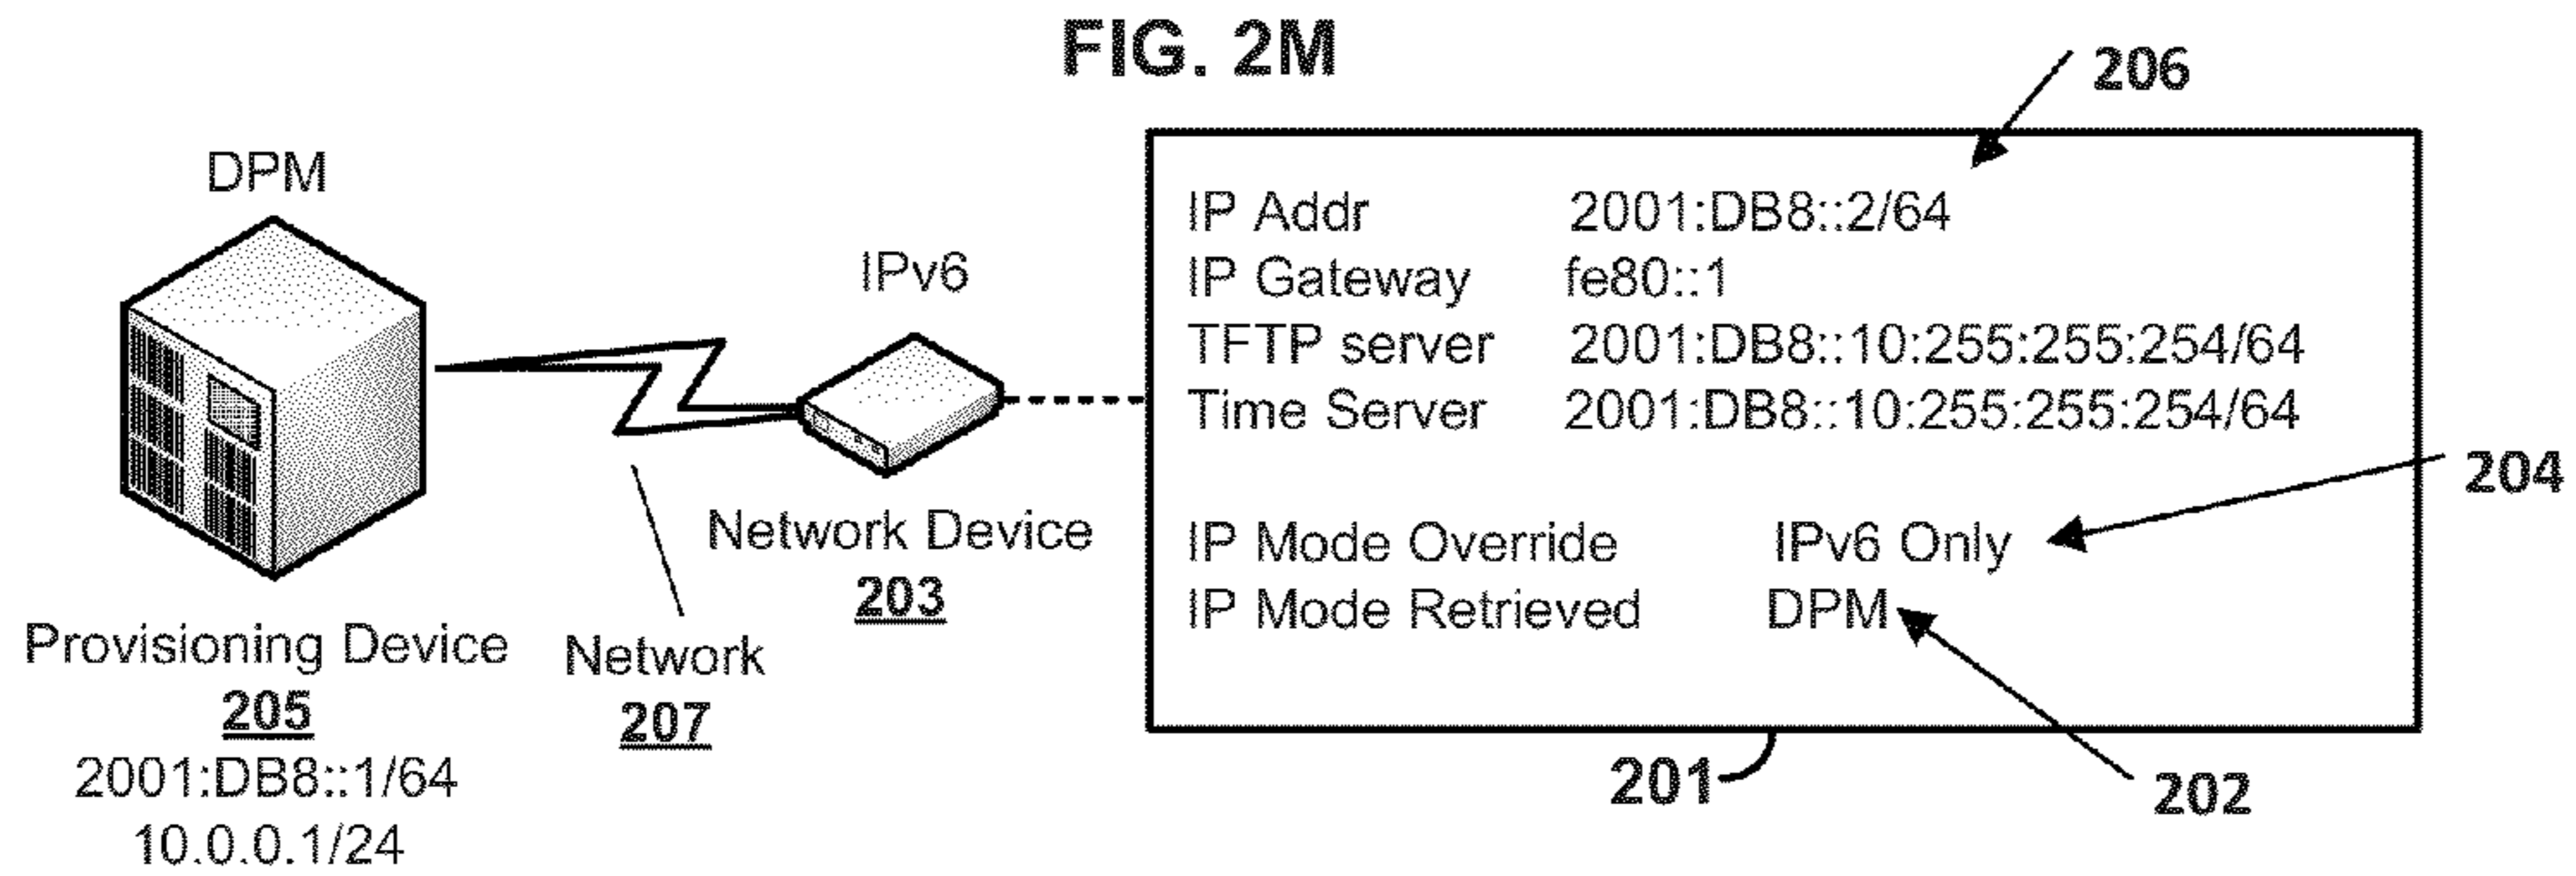 FIG. 2M
206
DPM
IPv6
IP Addr 2001:DB8::2/64
IP Gateway fe80::1
TFTP server 2001:DB8::10:255:255:254/64
Time Server 2001:DB8::10:255:255:254/64
204
IP Mode Override IPv6 Only
IP Mode Retrieved DPM
Network Device
203
Provisioning Device
205
2001:DB8::1/64
10.0.0.1/24
Network
207
201
202